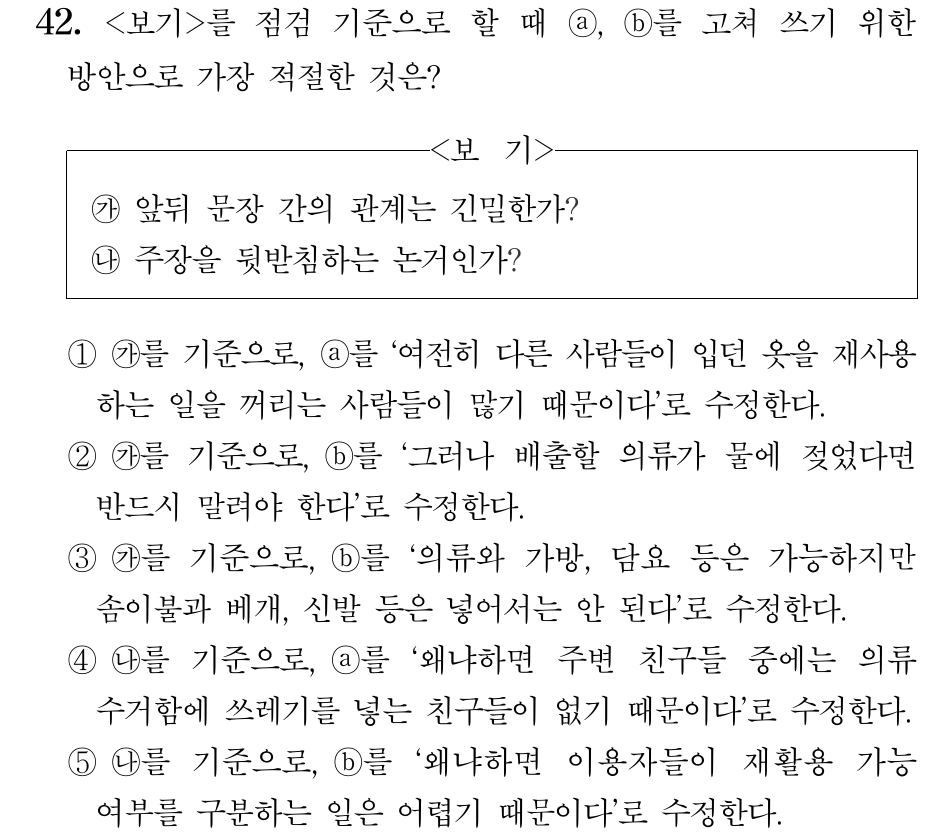 42. <보기>를 점검 기준으로 할 때 ⓐ, ⓑ를 고쳐 쓰기 위한
방안으로 가장 적절한 것은?
<보 기>
㉮ 앞뒤 문장 간의 관계는 긴밀한가?
㉯ 주장을 뒷받침하는 논거인가?
① ㉮를 기준으로, ⓐ를 ‘여전히 다른 사람들이 입던 옷을 재사용
하는 일을 꺼리는 사람들이 많기 때문이다’로 수정한다.
② ㉮를 기준으로, ⓑ를 ‘그러나 배출할 의류가 물에 젖었다면
반드시 말려야 한다’로 수정한다.
③ ㉮를 기준으로, ⓑ를 ‘의류와 가방, 담요 등은 가능하지만
솜이불과 베개, 신발 등은 넣어서는 안 된다’로 수정한다.
④ ㉯를 기준으로, ⓐ를 ‘왜냐하면 주변 친구들 중에는 의류
수거함에 쓰레기를 넣는 친구들이 없기 때문이다’로 수정한다.
⑤ ㉯를 기준으로, ⓑ를 ‘왜냐하면 이용자들이 재활용 가능
여부를 구분하는 일은 어렵기 때문이다’로 수정한다.